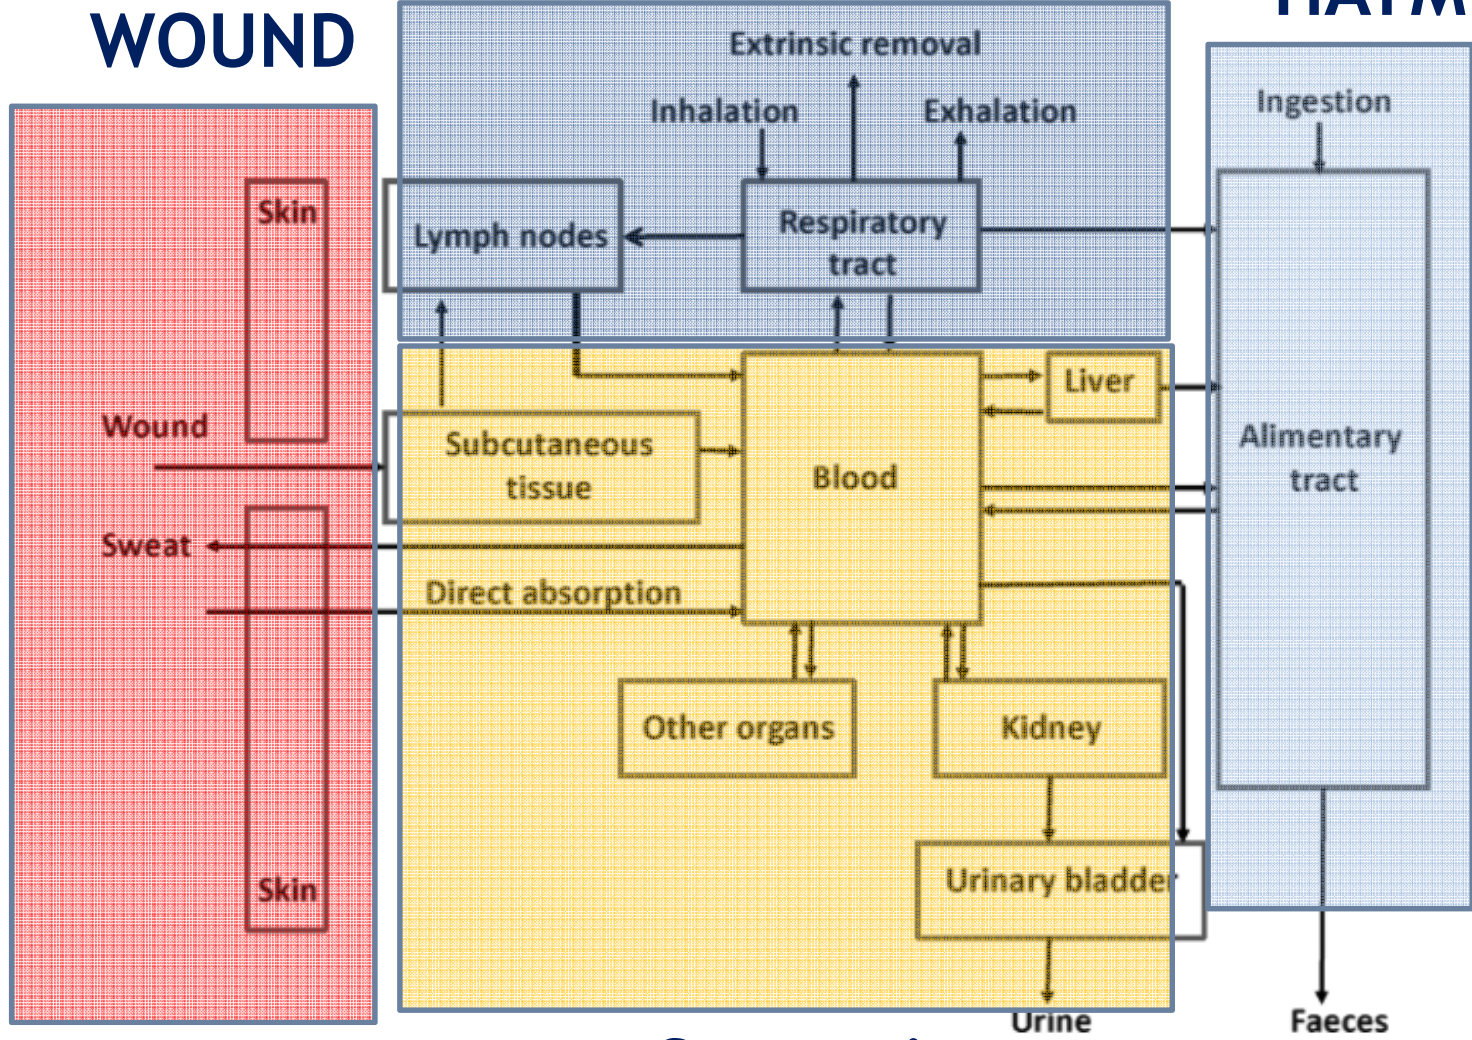 WOUND
Extrinsic removal
Inhalation
Exhalation
Ingestion
Skin
Lymph nodes
Respiratory
tract
Liver
Wound
Subcutaneous
tissue
Blood
Alimentary
tract
Sweat
Direct absorption
Other organs
Kidney
Skin
Urinary bladder
Urine
Faeces